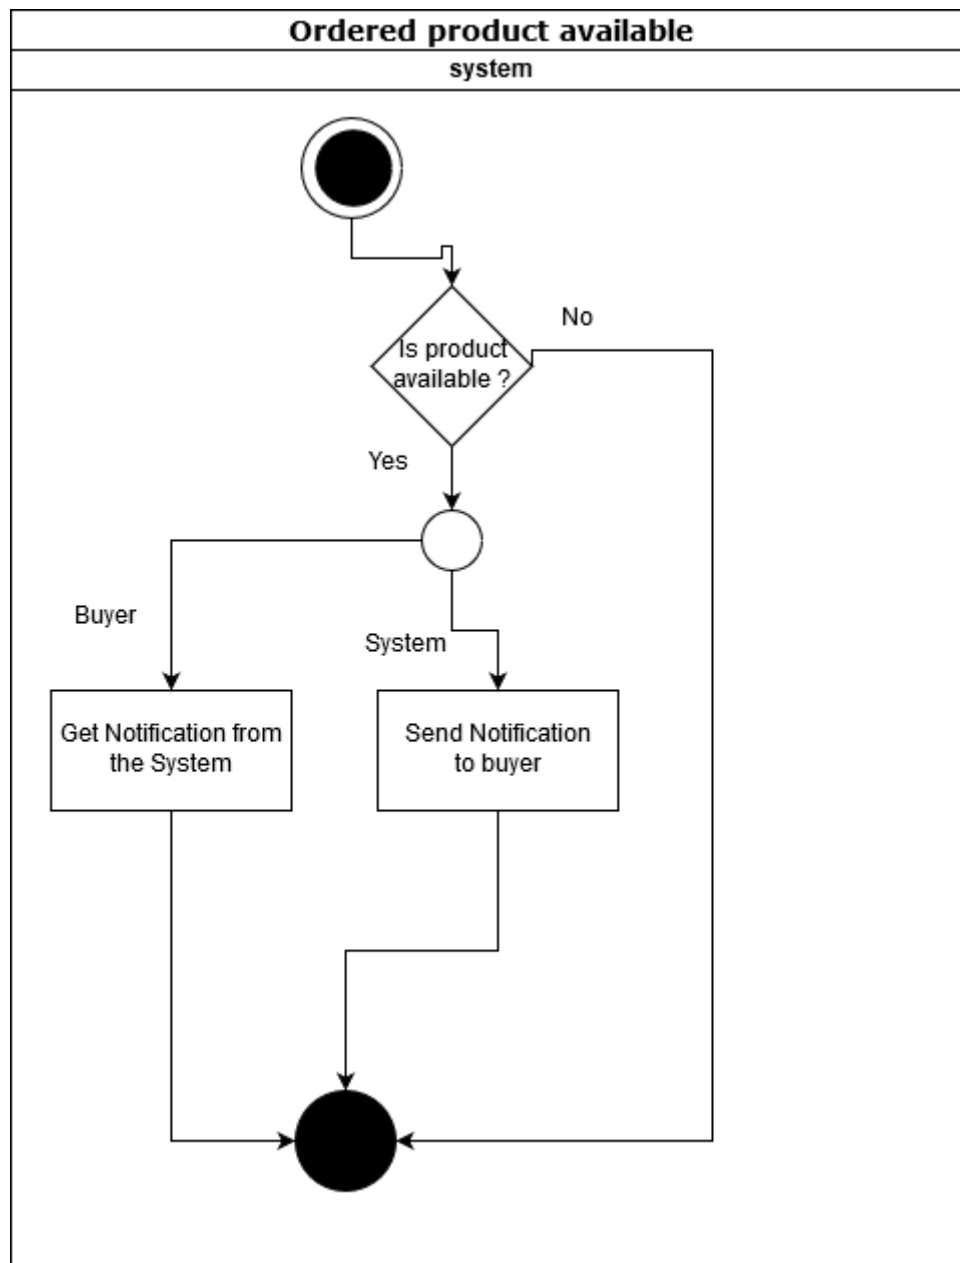 Ordered product available
system
No
Is product
available ?
Yes
Buyer
System
Get Notification from
the System
Send Notification
to buyer